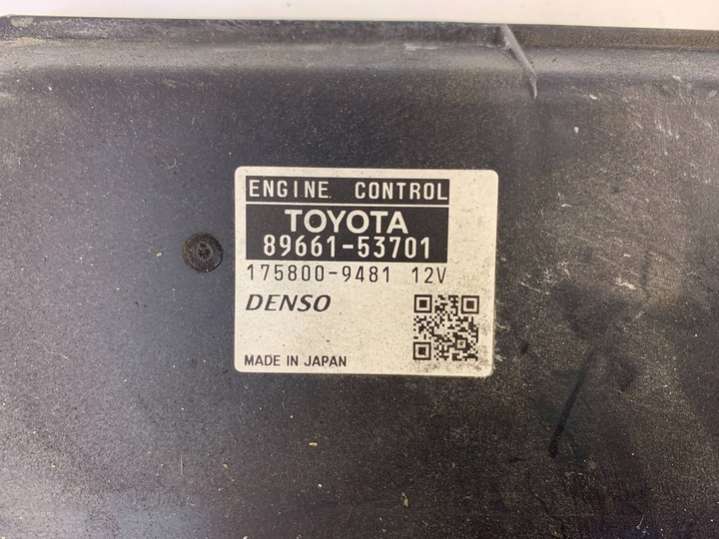 ENGINE CONTROL
TOYOTA
89661-53701
175800-9481 12V
DENSO
MADE IN JAPAN